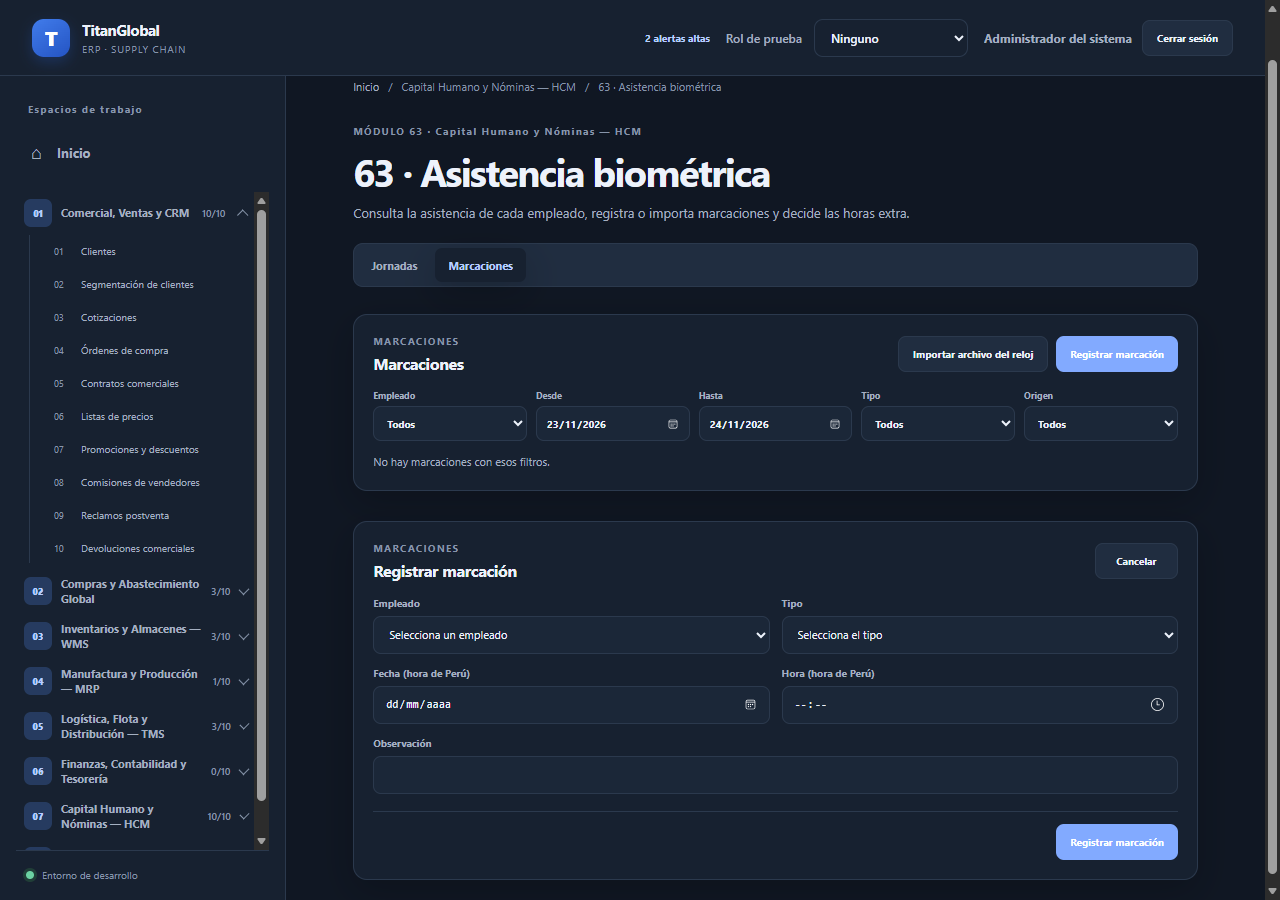 T
TitanGlobal
ERP · SUPPLY CHAIN
2 alertas altas
Rol de prueba
Ninguno
Administrador del sistema
Cerrar sesión
Espacios de trabajo
Inicio
01 Comercial, Ventas y CRM 10/10
01 Clientes
02 Segmentación de clientes
03 Cotizaciones
04 Órdenes de compra
05 Contratos comerciales
06 Listas de precios
07 Promociones y descuentos
08 Comisiones de vendedores
09 Reclamos postventa
10 Devoluciones comerciales
02 Compras y Abastecimiento Global 3/10
03 Inventarios y Almacenes — WMS 3/10
04 Manufactura y Producción — MRP 1/10
05 Logística, Flota y Distribución — TMS 3/10
06 Finanzas, Contabilidad y Tesorería 0/10
07 Capital Humano y Nóminas — HCM 10/10
Entorno de desarrollo
Inicio / Capital Humano y Nóminas — HCM / 63 · Asistencia biométrica
MÓDULO 63 · Capital Humano y Nóminas — HCM
63 · Asistencia biométrica
Consulta la asistencia de cada empleado, registra o importa marcaciones y decide las horas extra.
Jornadas
Marcaciones
MARCACIONES
Marcaciones
Importar archivo del reloj
Registrar marcación
Empleado
Desde
Hasta
Tipo
Origen
Todos
23/11/2026
24/11/2026
Todos
Todos
No hay marcaciones con esos filtros.
MARCACIONES
Registrar marcación
Cancelar
Empleado
Tipo
Selecciona un empleado
Selecciona el tipo
Fecha (hora de Perú)
Hora (hora de Perú)
dd/mm/aaaa
--:--
Observación
Registrar marcación